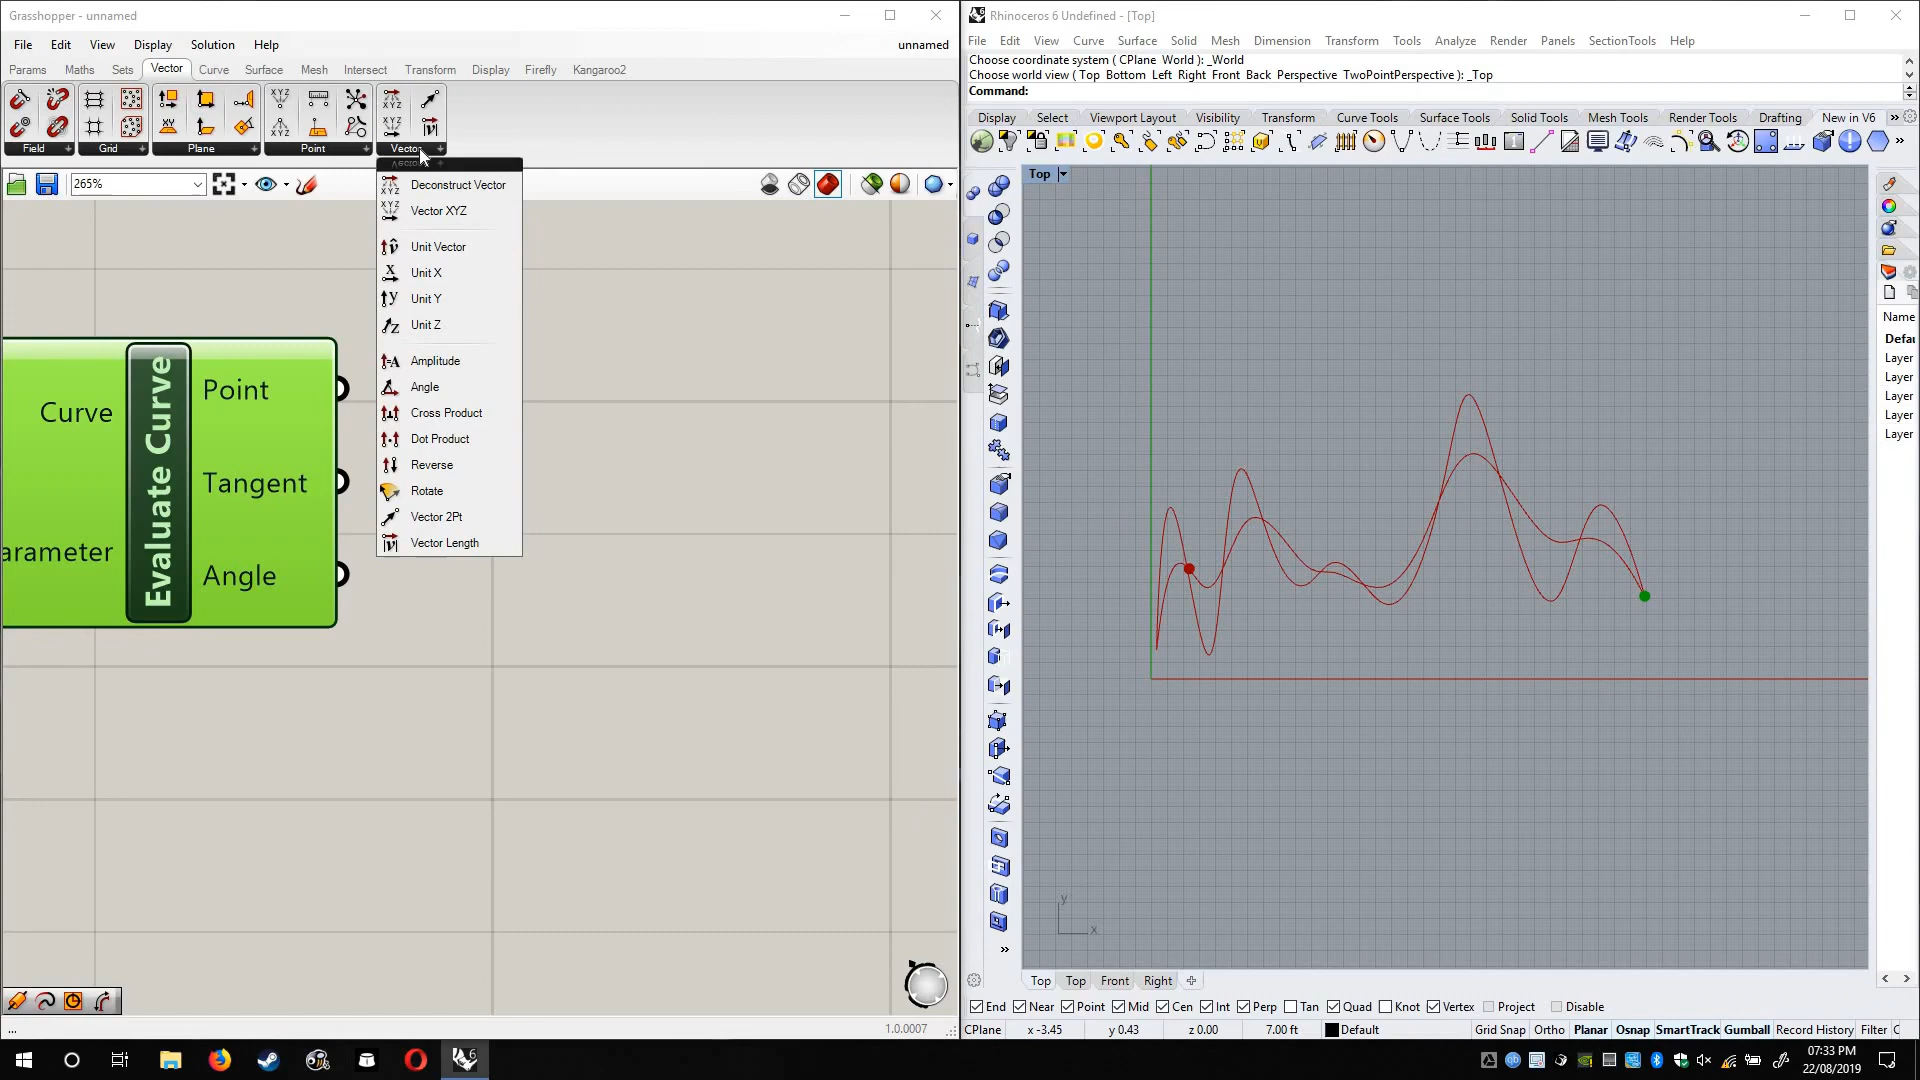 Grasshopper - unnamed
File Edit View Display Solution Help unnamed
Params Maths Sets Vector Curve Surface Mesh Intersect Transform Display Firefly Kangaroo2
Field Grid Plane Point Vector
265%
Deconstruct Vector
Vector XYZ
Unit Vector
Unit X
Unit Y
Unit Z
Amplitude
Angle
Cross Product
Dot Product
Reverse
Rotate
Vector 2Pt
Vector Length
Curve
arameter
Evaluate Curve
Point
Tangent
Angle
...
1.0.0007
Rhinoceros 6 Undefined - [Top]
File Edit View Curve Surface Solid Mesh Dimension Transform Tools Analyze Render Panels SectionTools Help
Choose coordinate system ( CPlane World ): _World
Choose world view ( Top Bottom Left Right Front Back Perspective TwoPointPerspective ): _Top
Command:
Display Select Viewport Layout Visibility Transform Curve Tools Surface Tools Solid Tools Mesh Tools Render Tools Drafting New in V6 »
»
Top
Name
Defau
Layer
Layer
Layer
Layer
Layer
y
x
»
Top Top Front Right
End Near Point Mid Cen Int Perp Tan Quad Knot Vertex Project Disable
CPlane x -3.45 y 0.43 z 0.00 7.00 ft Default Grid Snap Ortho Planar Osnap SmartTrack Gumball Record History Filter C
07:33 PM
22/08/2019